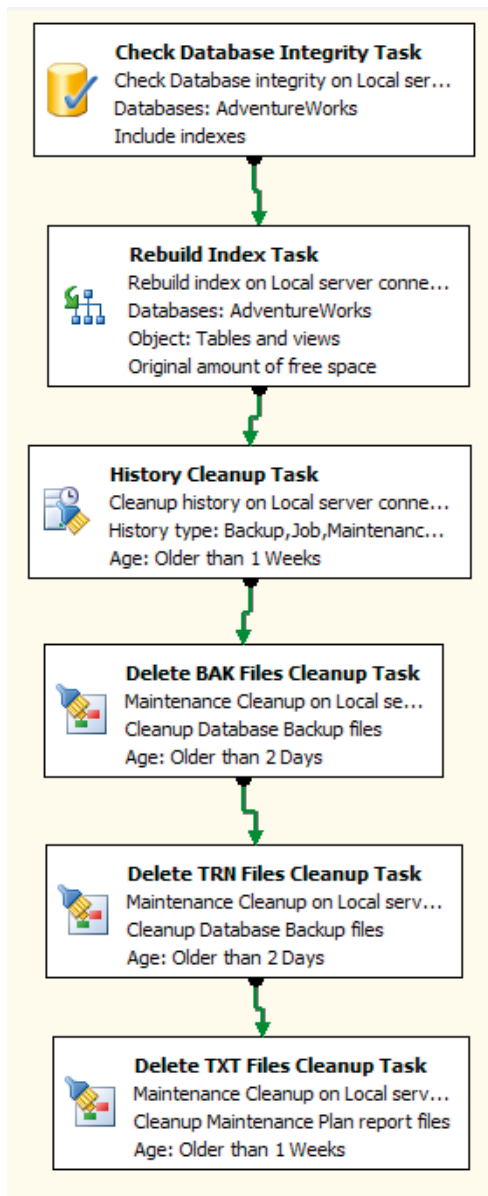 Check Database Integrity Task
Check Database integrity on Local ser...
Databases: AdventureWorks
Include indexes
Rebuild Index Task
Rebuild index on Local server conne...
Databases: AdventureWorks
Object: Tables and views
Original amount of free space
History Cleanup Task
Cleanup history on Local server conne...
History type: Backup,Job,Maintenanc...
Age: Older than 1 Weeks
Delete BAK Files Cleanup Task
Maintenance Cleanup on Local se...
Cleanup Database Backup files
Age: Older than 2 Days
Delete TRN Files Cleanup Task
Maintenance Cleanup on Local serv...
Cleanup Database Backup files
Age: Older than 2 Days
Delete TXT Files Cleanup Task
Maintenance Cleanup on Local serv...
Cleanup Maintenance Plan report files
Age: Older than 1 Weeks